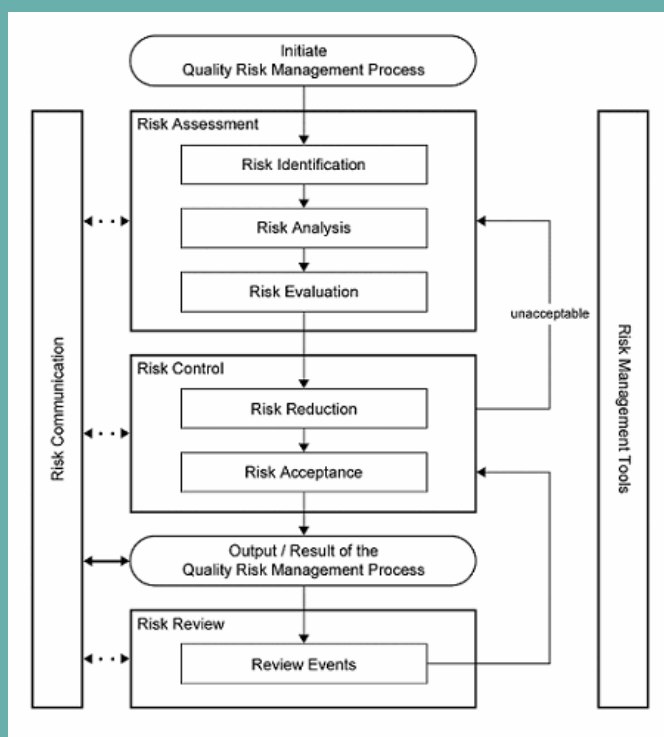 Initiate
Quality Risk Management Process
Risk Assessment
Risk Identification
Risk Analysis
Risk Evaluation
unacceptable
Risk Communication
Risk Management Tools
Risk Control
Risk Reduction
Risk Acceptance
Output / Result of the
Quality Risk Management Process
Risk Review
Review Events